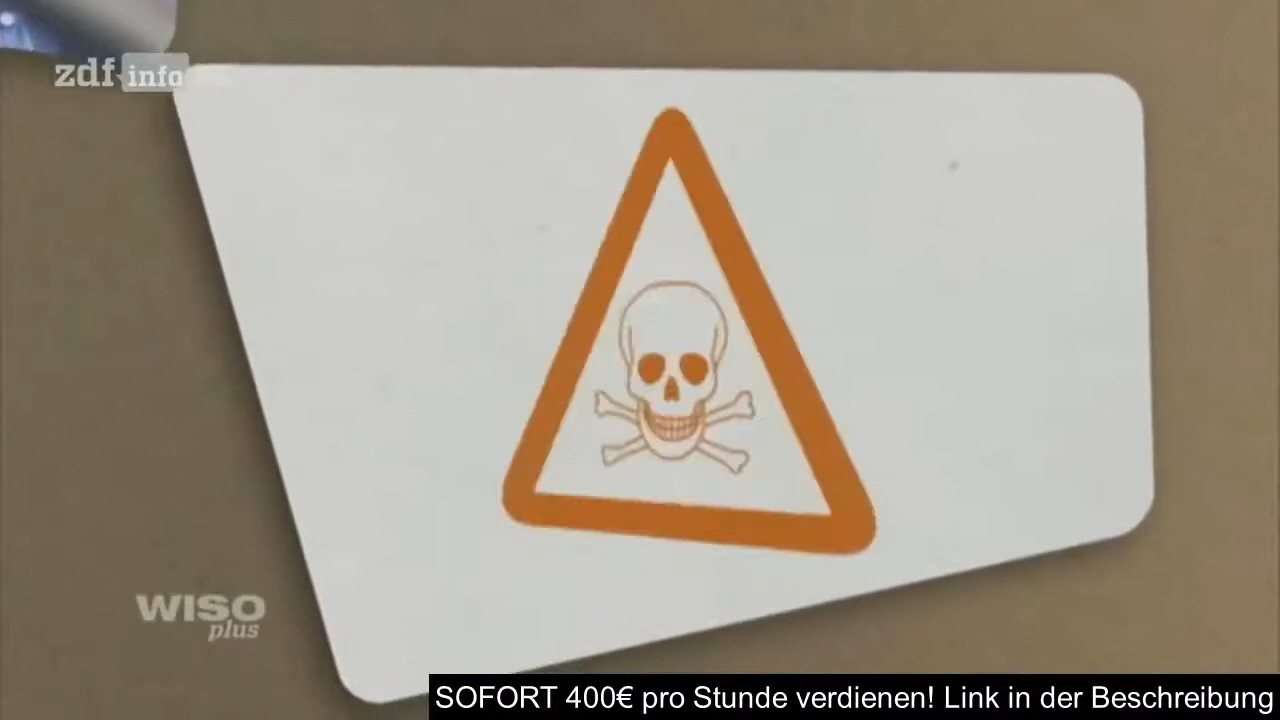 zdf info
WISO
plus
SOFORT 400€ pro Stunde verdienen! Link in der Beschreibung